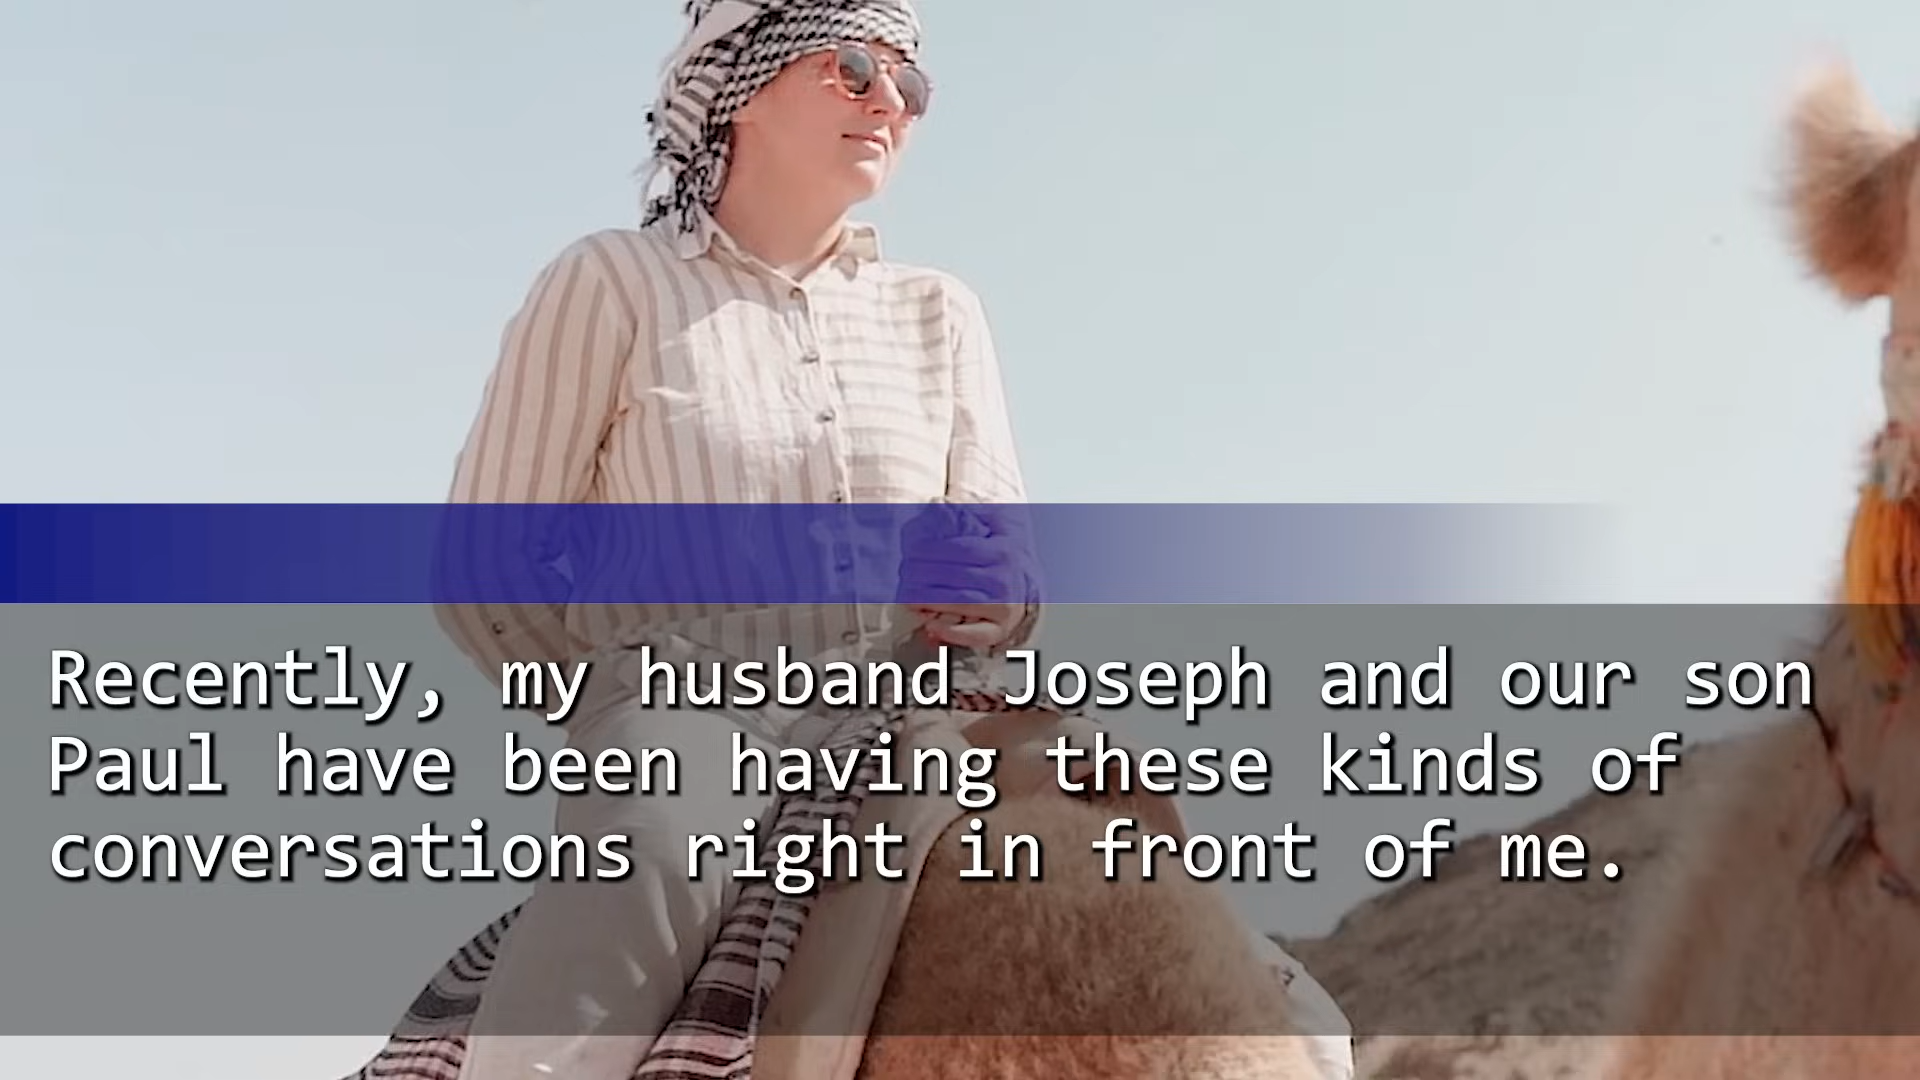 Recently, my husband Joseph and our son
Paul have been having these kinds of
conversations right in front of me.